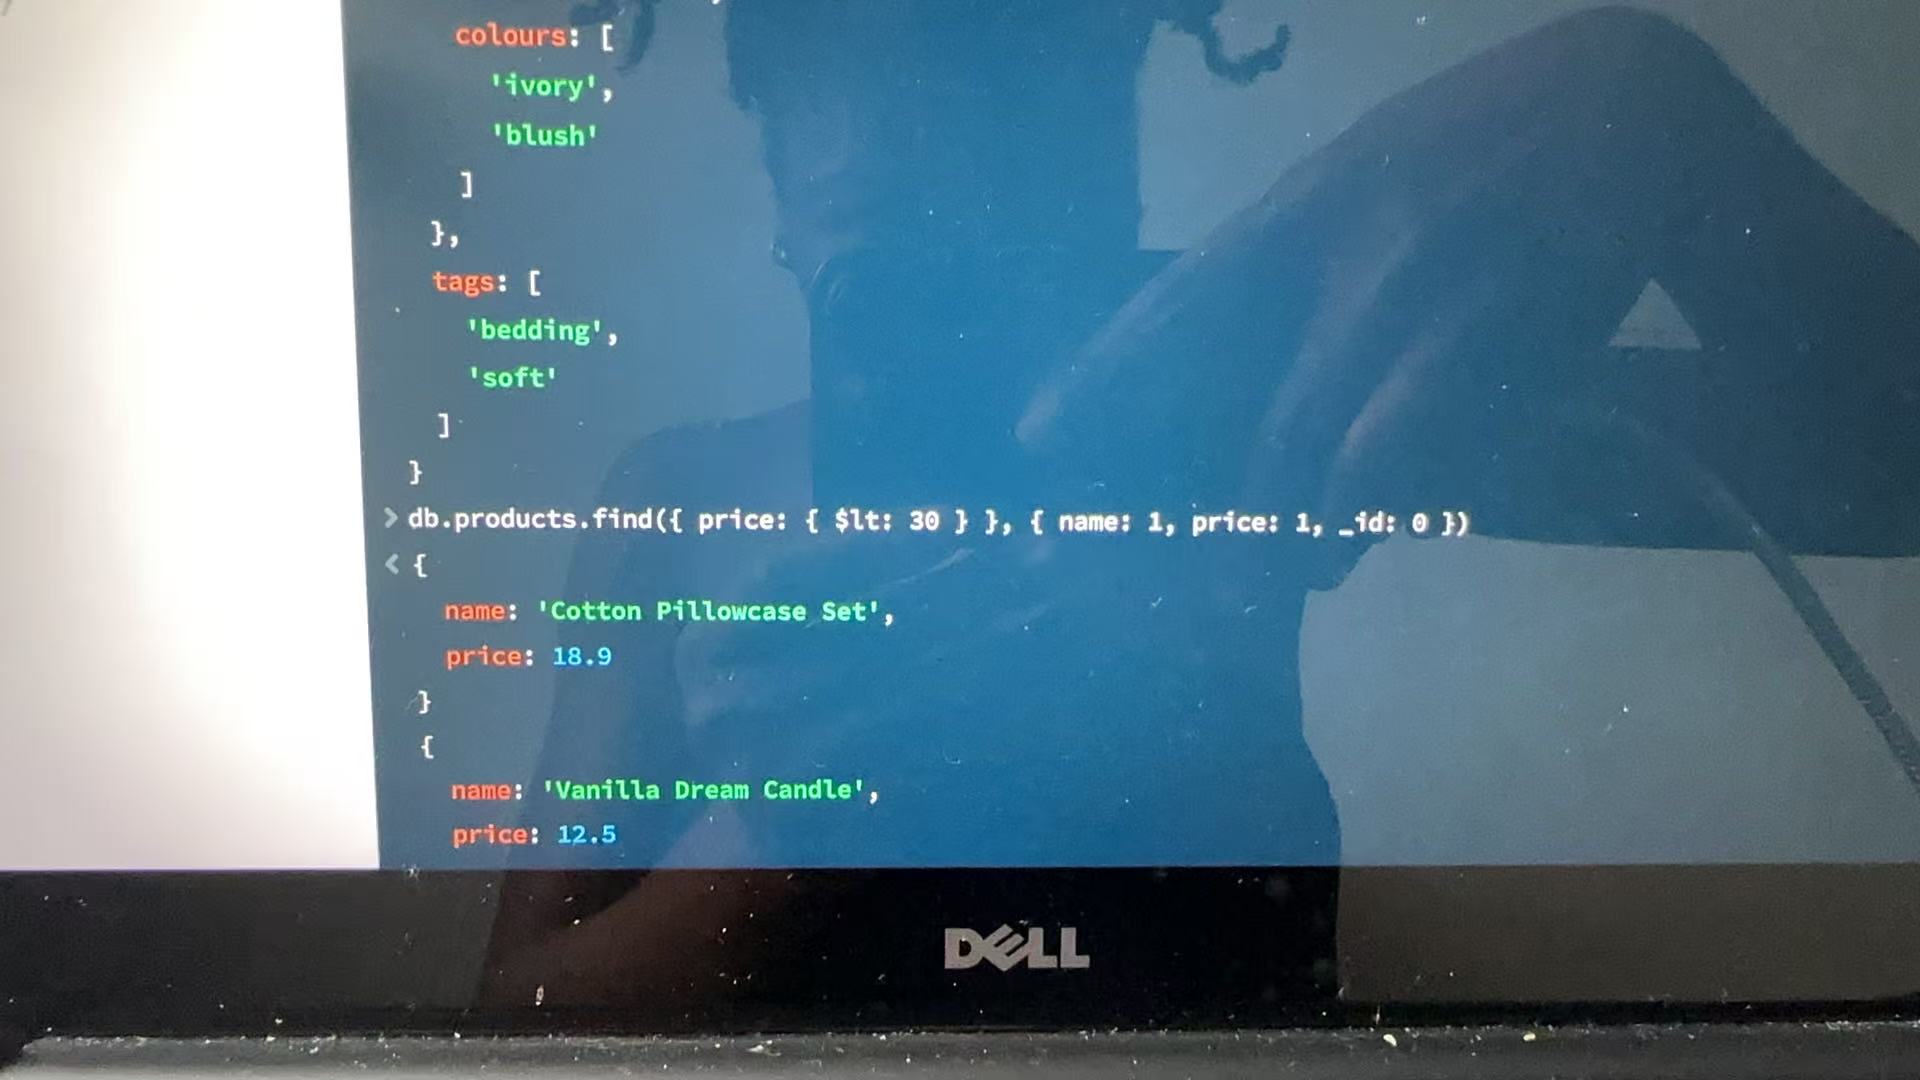 colours: [
'ivory',
'blush'
]
},
tags: [
'bedding',
'soft'
]
}
> db.products.find({ price: { $lt: 30 } }, { name: 1, price: 1, _id: 0 })
< {
name: 'Cotton Pillowcase Set',
price: 18.9
}
{
name: 'Vanilla Dream Candle',
price: 12.5
DELL